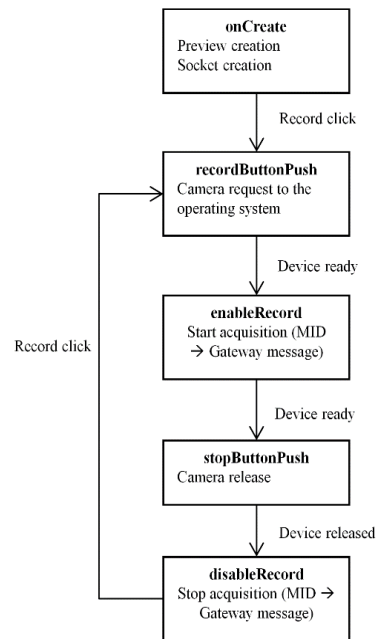 onCreate
Preview creation
Socket creation
Record click
recordButtonPush
Camera request to the
operating system
Device ready
enableRecord
Start acquisition (MID
→ Gateway message)
Record click
Device ready
stopButtonPush
Camera release
Device released
disableRecord
Stop acquisition (MID →
Gateway message)